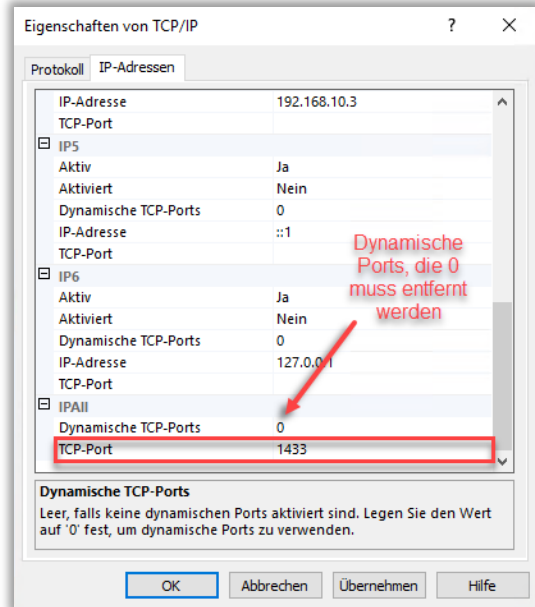 Eigenschaften von TCP/IP ? ×
Protokoll IP-Adressen
IP-Adresse 192.168.10.3
TCP-Port
IP5
Aktiv Ja
Aktiviert Nein
Dynamische TCP-Ports 0
IP-Adresse ::1
TCP-Port
IP6
Aktiv Ja
Aktiviert Nein
Dynamische TCP-Ports 0
IP-Adresse 127.0.0.1
TCP-Port
IPAll
Dynamische TCP-Ports 0
TCP-Port 1433
Dynamische
Ports, die 0
muss entfernt
werden
Dynamische TCP-Ports
Leer, falls keine dynamischen Ports aktiviert sind. Legen Sie den Wert
auf '0' fest, um dynamische Ports zu verwenden.
OK Abbrechen Übernehmen Hilfe